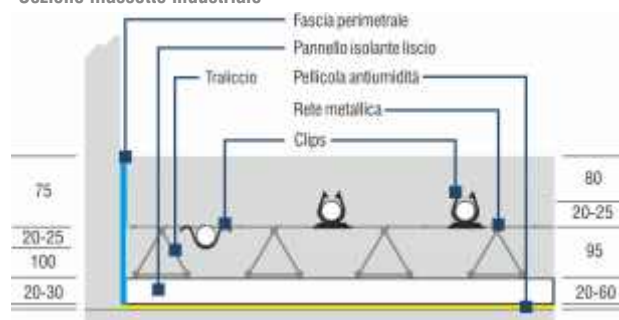 Sezione massetto industriale
Fascia perimetrale
Pannello isolante liscio
Traliccio
Pellicola antiumidità
Rete metallica
Clips
75
20-25
100
20-30
80
20-25
95
20-60